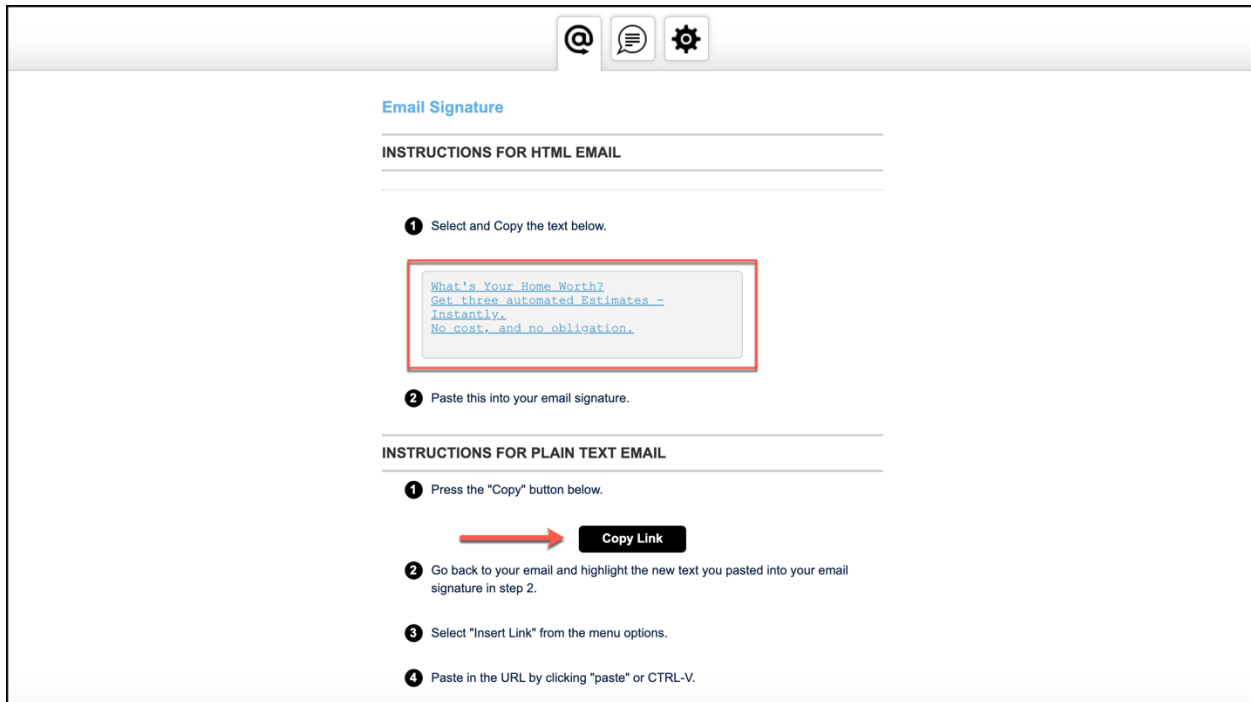 Email Signature
INSTRUCTIONS FOR HTML EMAIL
1 Select and Copy the text below.
What's Your Home Worth?
Get three automated Estimates -
Instantly.
No cost, and no obligation.
2 Paste this into your email signature.
INSTRUCTIONS FOR PLAIN TEXT EMAIL
1 Press the "Copy" button below.
Copy Link
2 Go back to your email and highlight the new text you pasted into your email
signature in step 2.
3 Select "Insert Link" from the menu options.
4 Paste in the URL by clicking "paste" or CTRL-V.